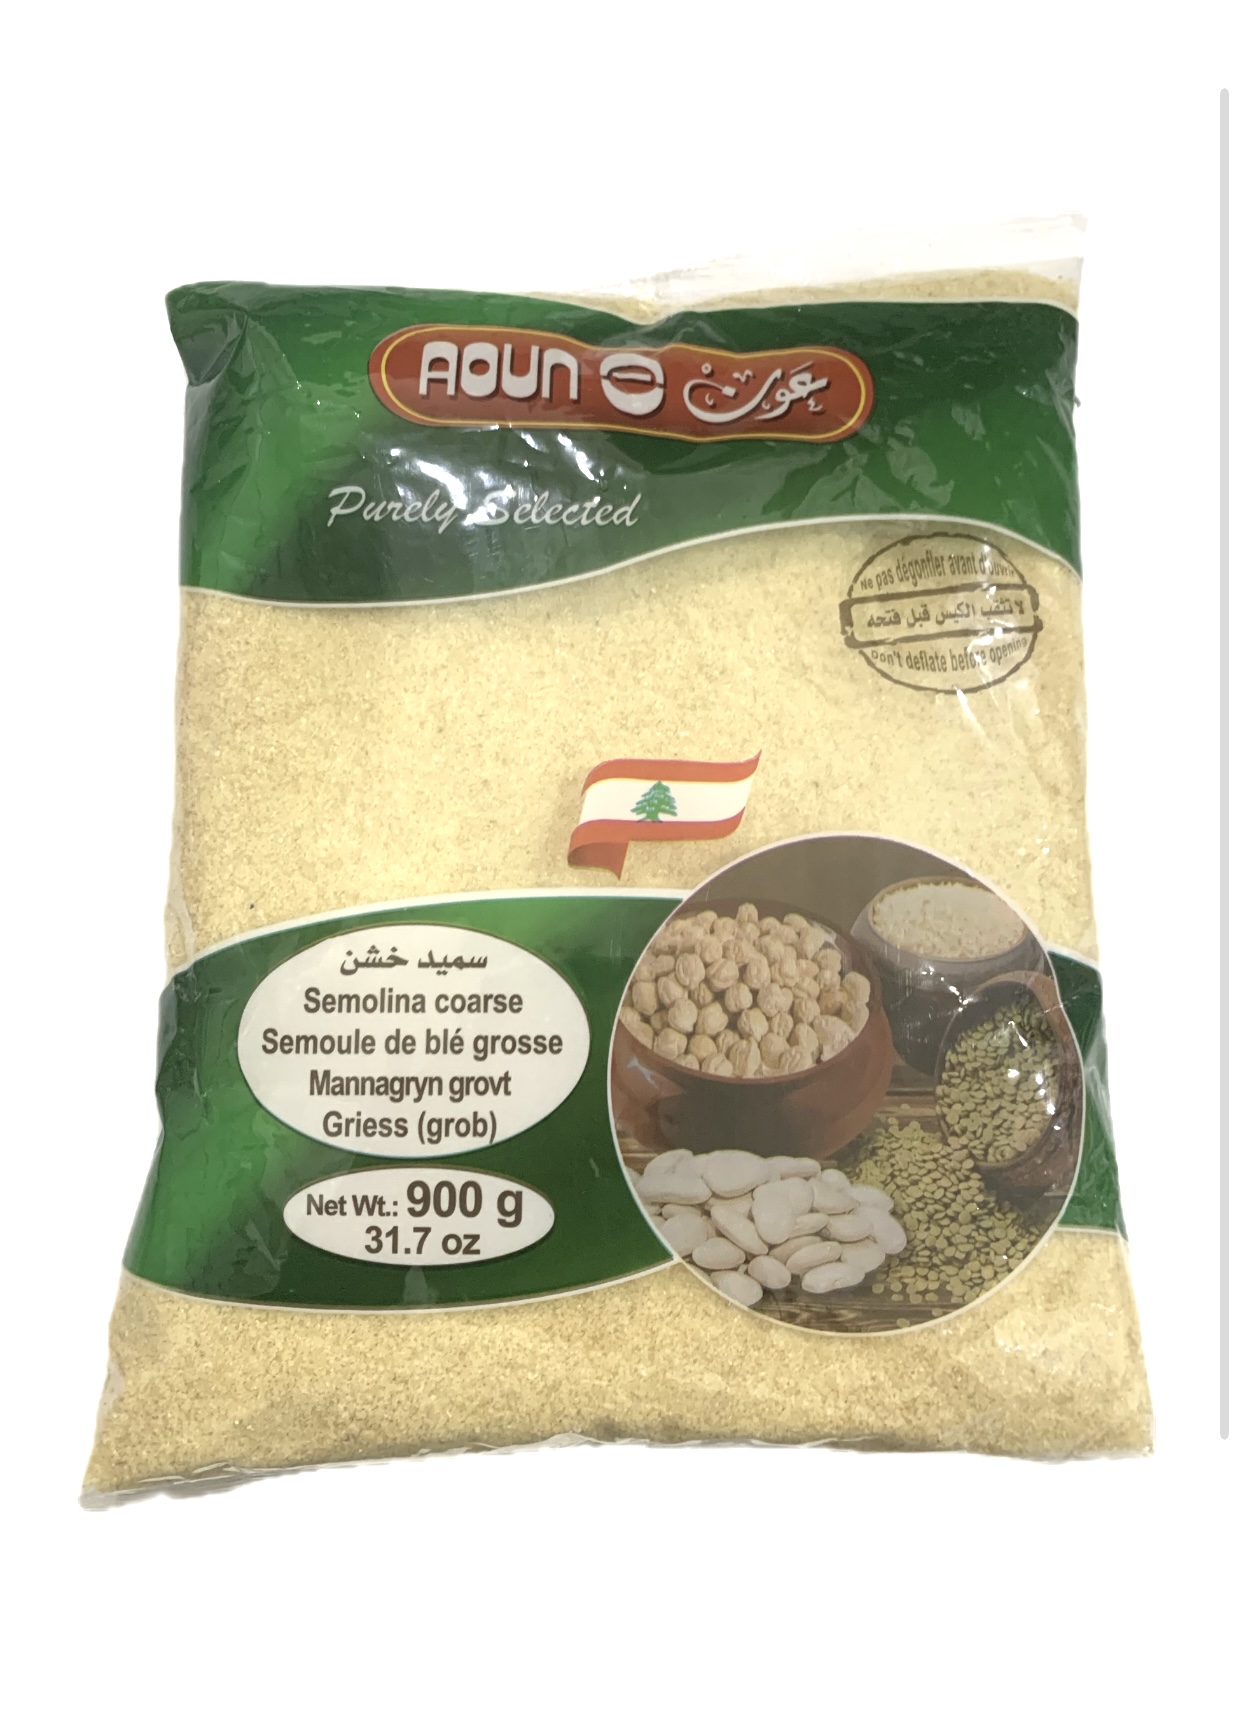 AOUN عون
Purely Selected
Ne pas dégonfler avant d'ouvrir
لا تثقب الكيس قبل فتحه
Don't deflate before opening
سميد خشن
Semolina coarse
Semoule de blé grosse
Mannagryn grovt
Griess (grob)
Net Wt.: 900 g
31.7 oz